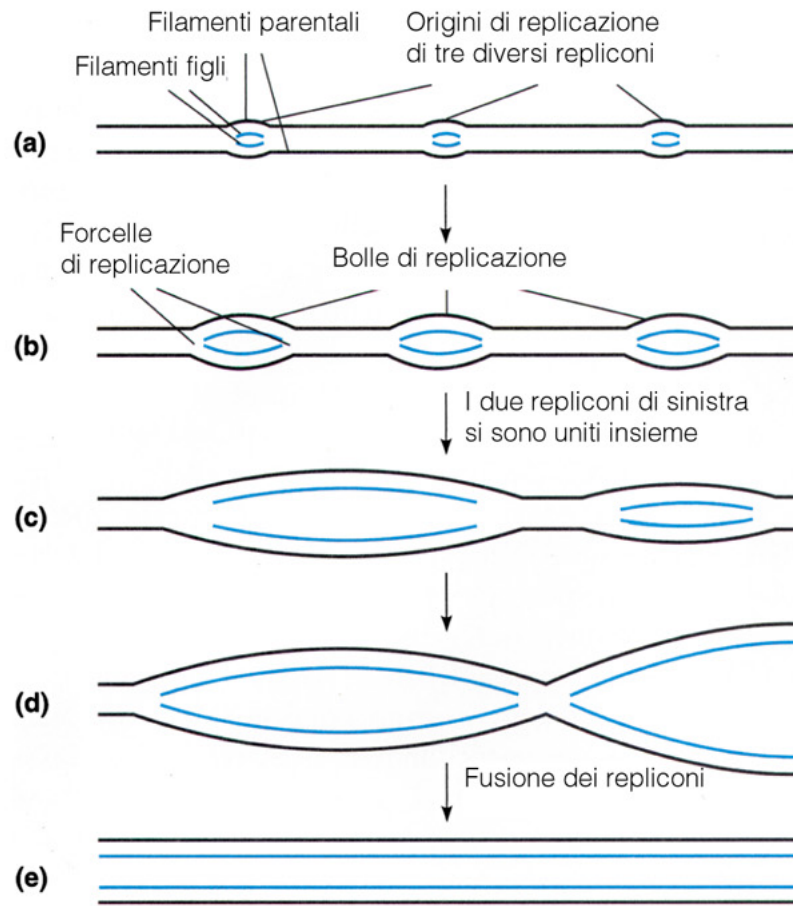 Filamenti parentali
Origini di replicazione
di tre diversi repliconi
Filamenti figli
(a)
Forcelle
di replicazione
Bolle di replicazione
(b)
I due repliconi di sinistra
si sono uniti insieme
(c)
(d)
Fusione dei repliconi
(e)